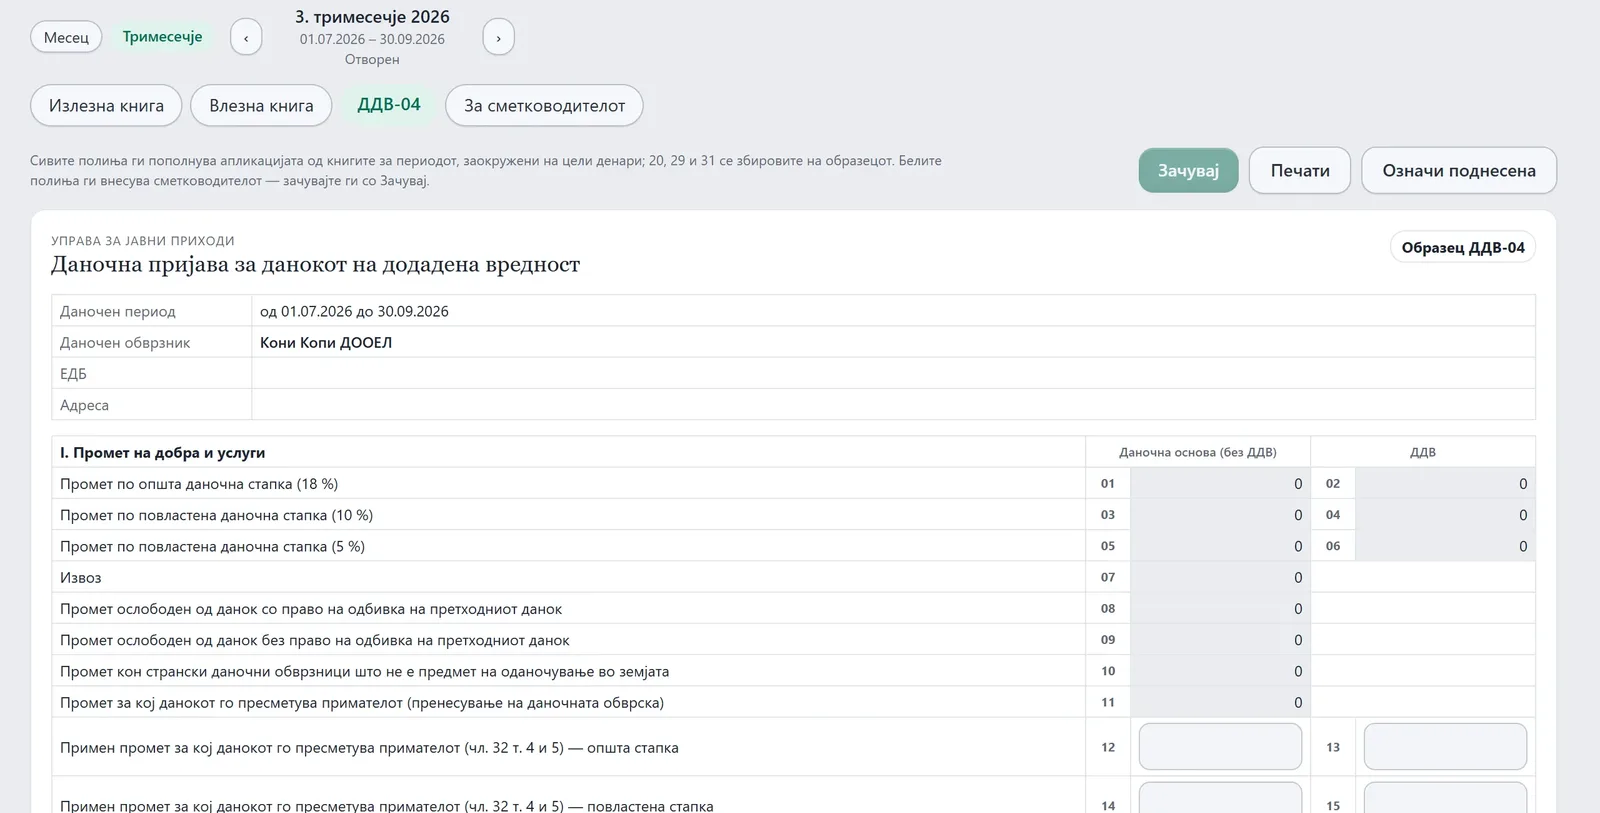 Месец
Тримесечје
‹
3. тримесечје 2026
01.07.2026 – 30.09.2026
Отворен
›
Излезна книга
Влезна книга
ДДВ-04
За сметководителот
Сивите полиња ги пополнува апликацијата од книгите за периодот, заокружени на цели денари; 20, 29 и 31 се збировите на образецот. Белите
полиња ги внесува сметководителот — зачувајте ги со Зачувај.
Зачувај
Печати
Означи поднесена
УПРАВА ЗА ЈАВНИ ПРИХОДИ
Даночна пријава за данокот на додадена вредност
Образец ДДВ-04
Даночен период од 01.07.2026 до 30.09.2026
Даночен обврзник Кони Копи ДООЕЛ
ЕДБ
Адреса
I. Промет на добра и услуги Даночна основа (без ДДВ) ДДВ
Промет по општа даночна стапка (18 %) 01 0 02 0
Промет по повластена даночна стапка (10 %) 03 0 04 0
Промет по повластена даночна стапка (5 %) 05 0 06 0
Извоз 07 0
Промет ослободен од данок со право на одбивка на претходниот данок 08 0
Промет ослободен од данок без право на одбивка на претходниот данок 09 0
Промет кон странски даночни обврзници што не е предмет на оданочување во земјата 10 0
Промет за кој данокот го пресметува примателот (пренесување на даночната обврска) 11 0
Примен промет за кој данокот го пресметува примателот (чл. 32 т. 4 и 5) — општа стапка 12 13
Примен промет за кој данокот го пресметува примателот (чл. 32 т. 4 и 5) — повластена стапка 14 15